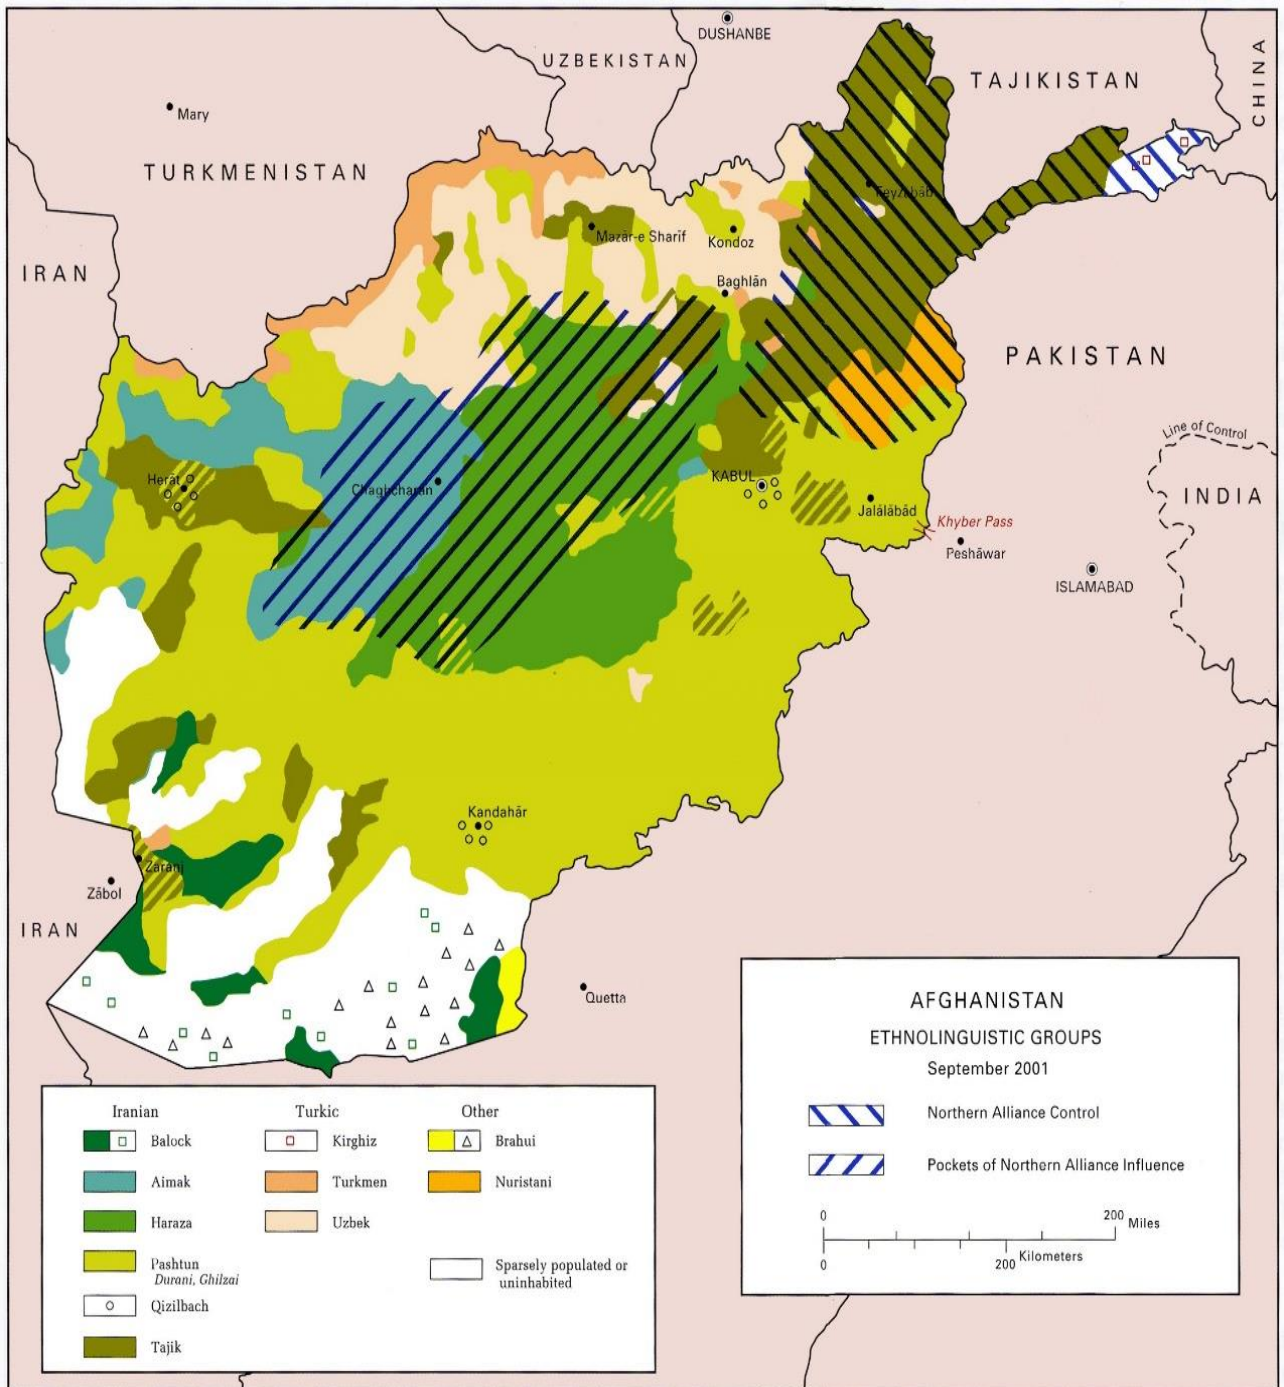 DUSHANBE
UZBEKISTAN
TAJIKISTAN
CHINA
Mary
TURKMENISTAN
Feyzābāb
Mazār-e Sharīf
Kondoz
IRAN
Baghlān
PAKISTAN
Line of Control
Herāt
Chaghcharān
KABUL
Jalālābād
INDIA
Khyber Pass
Peshāwar
ISLAMABAD
Kandahār
Zaranj
Zābol
IRAN
Quetta
AFGHANISTAN
ETHNOLINGUISTIC GROUPS
September 2001
Northern Alliance Control
Pockets of Northern Alliance Influence
0 200 Miles
0 200 Kilometers
Iranian
Balock
Aimak
Haraza
Pashtun
Durani, Ghilzai
Qizilbach
Tajik
Turkic
Kirghiz
Turkmen
Uzbek
Other
Brahui
Nuristani
Sparsely populated or
uninhabited